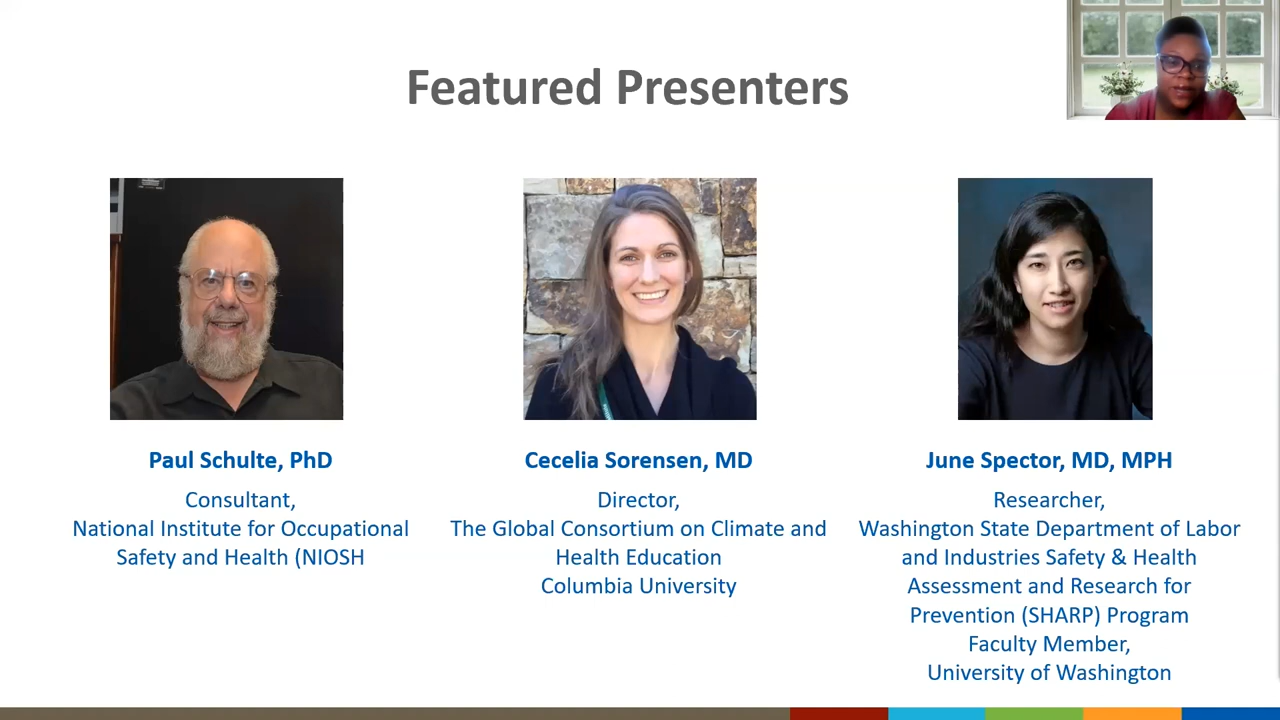 Featured Presenters
Paul Schulte, PhD
Consultant,
National Institute for Occupational
Safety and Health (NIOSH
Cecelia Sorensen, MD
Director,
The Global Consortium on Climate and
Health Education
Columbia University
June Spector, MD, MPH
Researcher,
Washington State Department of Labor
and Industries Safety & Health
Assessment and Research for
Prevention (SHARP) Program
Faculty Member,
University of Washington